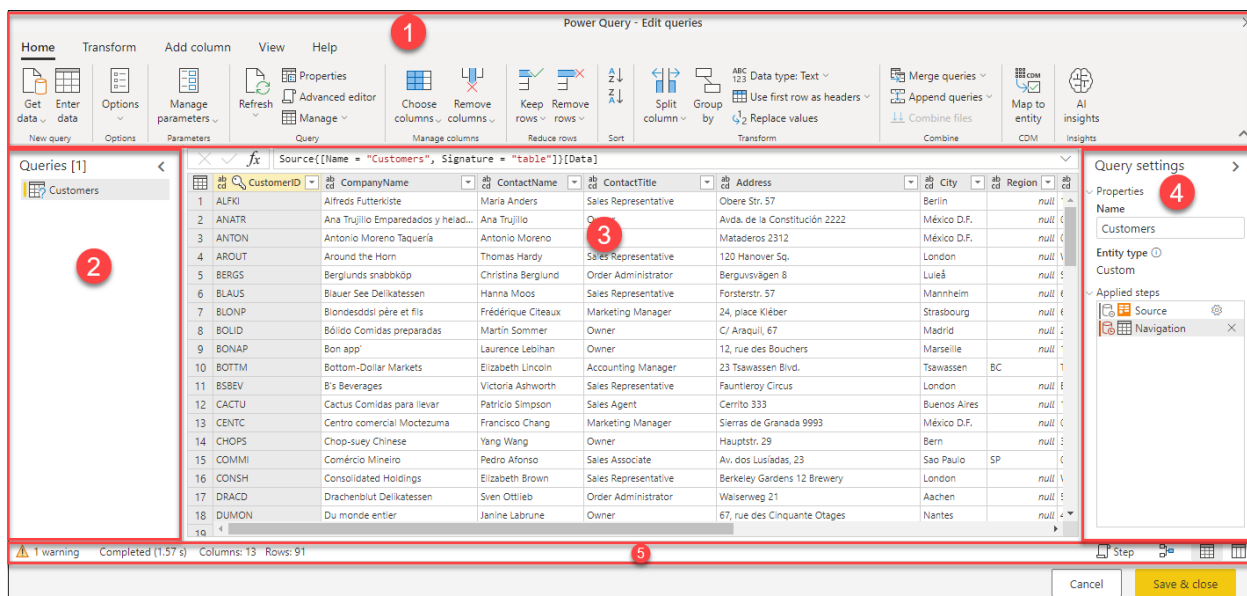 Power Query - Edit queries
1
Home Transform Add column View Help
Get data Enter data Options Manage parameters Refresh Properties Advanced editor Manage Choose columns Remove columns Keep rows Remove rows Split column Group by ABC 123 Data type: Text Use first row as headers 1 2 Replace values Merge queries Append queries Combine files CDM Map to entity AI insights
New query Options Parameters Query Manage columns Reduce rows Sort Transform Combine CDM Insights
Queries [1]
Customers
2
fx Source{[Name = "Customers", Signature = "table"]}[Data]
CustomerID CompanyName ContactName ContactTitle Address City Region
1 ALFKI Alfreds Futterkiste Maria Anders Sales Representative Obere Str. 57 Berlin null
2 ANATR Ana Trujillo Emparedados y helad... Ana Trujillo Avda. de la Constitución 2222 México D.F. null
3 ANTON Antonio Moreno Taquería Antonio Moreno Mataderos 2312 México D.F. null
3
4 AROUT Around the Horn Thomas Hardy Sales Representative 120 Hanover Sq. London null
5 BERGS Berglunds snabbköp Christina Berglund Order Administrator Berguvsvägen 8 Luleå null
6 BLAUS Blauer See Delikatessen Hanna Moos Sales Representative Forsterstr. 57 Mannheim null
7 BLONP Blondesddsl père et fils Frédérique Citeaux Marketing Manager 24, place Kléber Strasbourg null
8 BOLID Bólido Comidas preparadas Martín Sommer Owner C/ Araquil, 67 Madrid null
9 BONAP Bon app' Laurence Lebihan Owner 12, rue des Bouchers Marseille null
10 BOTTM Bottom-Dollar Markets Elizabeth Lincoln Accounting Manager 23 Tsawassen Blvd. Tsawassen BC
11 BSBEV B's Beverages Victoria Ashworth Sales Representative Fauntleroy Circus London null
12 CACTU Cactus Comidas para llevar Patricio Simpson Sales Agent Cerrito 333 Buenos Aires null
13 CENTC Centro comercial Moctezuma Francisco Chang Marketing Manager Sierras de Granada 9993 México D.F. null
14 CHOPS Chop-suey Chinese Yang Wang Owner Hauptstr. 29 Bern null
15 COMMI Comércio Mineiro Pedro Afonso Sales Associate Av. dos Lusíadas, 23 Sao Paulo SP
16 CONSH Consolidated Holdings Elizabeth Brown Sales Representative Berkeley Gardens 12 Brewery London null
17 DRACD Drachenblut Delikatessen Sven Ottlieb Order Administrator Walserweg 21 Aachen null
18 DUMON Du monde entier Janine Labrune Owner 67, rue des Cinquante Otages Nantes null
19
Query settings
4
Properties
Name
Customers
Entity type
Custom
Applied steps
Source
Navigation
1 warning Completed (1.57 s) Columns: 13 Rows: 91 5 Step
Cancel Save & close